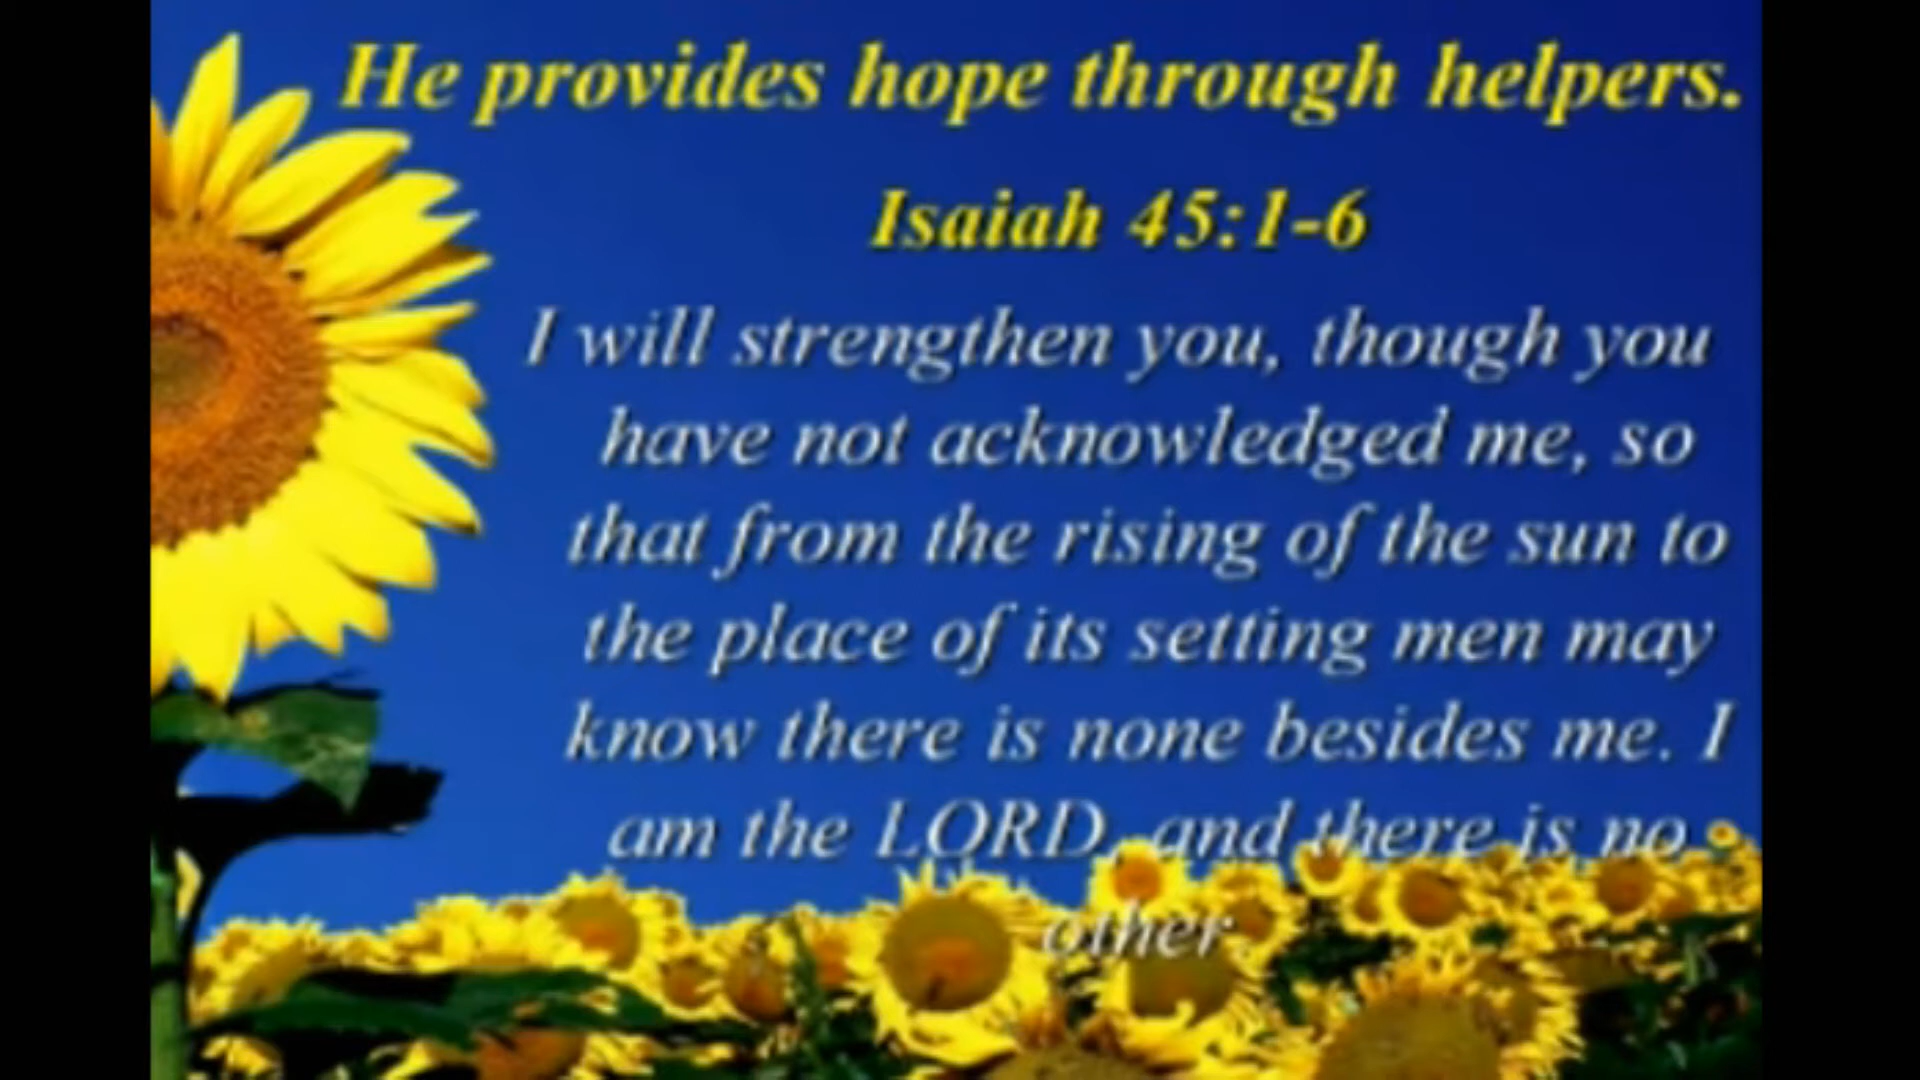 He provides hope through helpers.
Isaiah 45:1-6
I will strengthen you, though you
have not acknowledged me, so
that from the rising of the sun to
the place of its setting men may
know there is none besides me. I
am the LORD, and there is no
other.